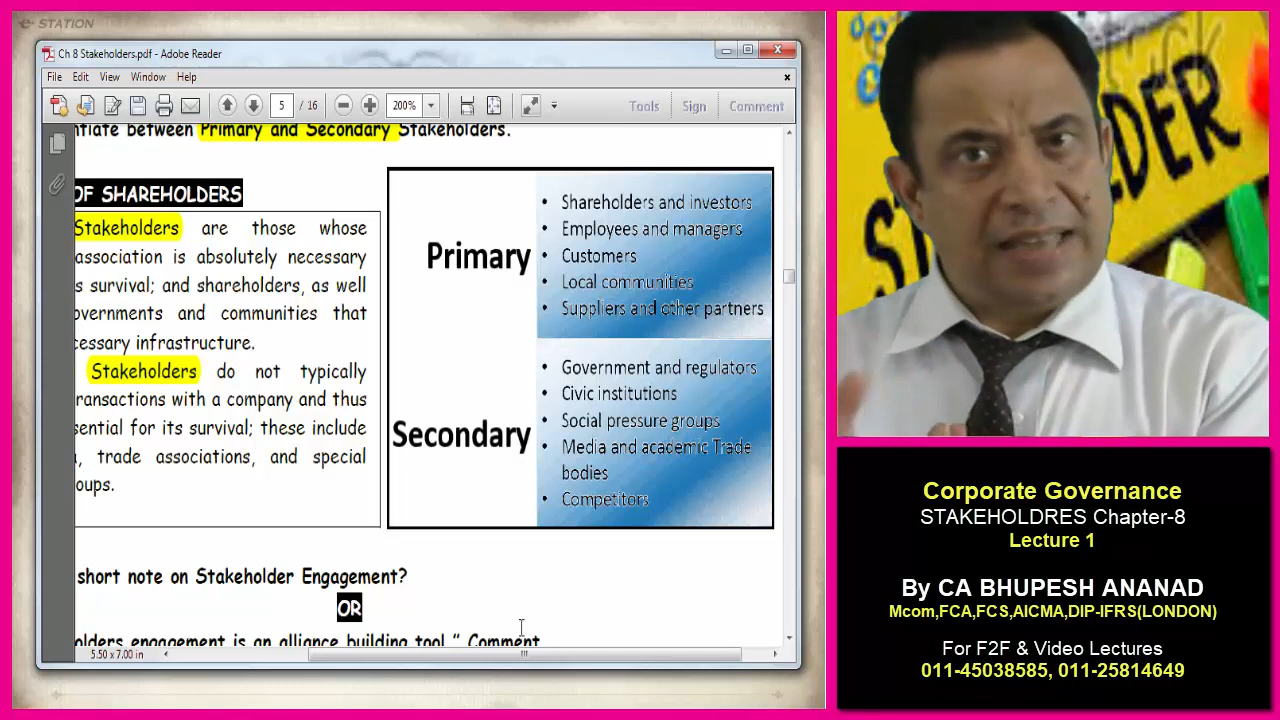 e-STATION
Ch 8 Stakeholders.pdf - Adobe Reader
File Edit View Window Help
5 / 16 200% Tools Sign Comment
ntiate between Primary and Secondary Stakeholders.
OF SHAREHOLDERS
Stakeholders are those whose
association is absolutely necessary
s survival; and shareholders, as well
overnments and communities that
cessary infrastructure.
Stakeholders do not typically
transactions with a company and thus
sential for its survival; these include
a, trade associations, and special
oups.
Primary
• Shareholders and investors
• Employees and managers
• Customers
• Local communities
• Suppliers and other partners
Secondary
• Government and regulators
• Civic institutions
• Social pressure groups
• Media and academic Trade
bodies
• Competitors
short note on Stakeholder Engagement?
OR
holders engagement is an alliance building tool." Comment
5.50 x 7.00 in
Corporate Governance
STAKEHOLDRES Chapter-8
Lecture 1
By CA BHUPESH ANANAD
Mcom,FCA,FCS,AICMA,DIP-IFRS(LONDON)
For F2F & Video Lectures
011-45038585, 011-25814649